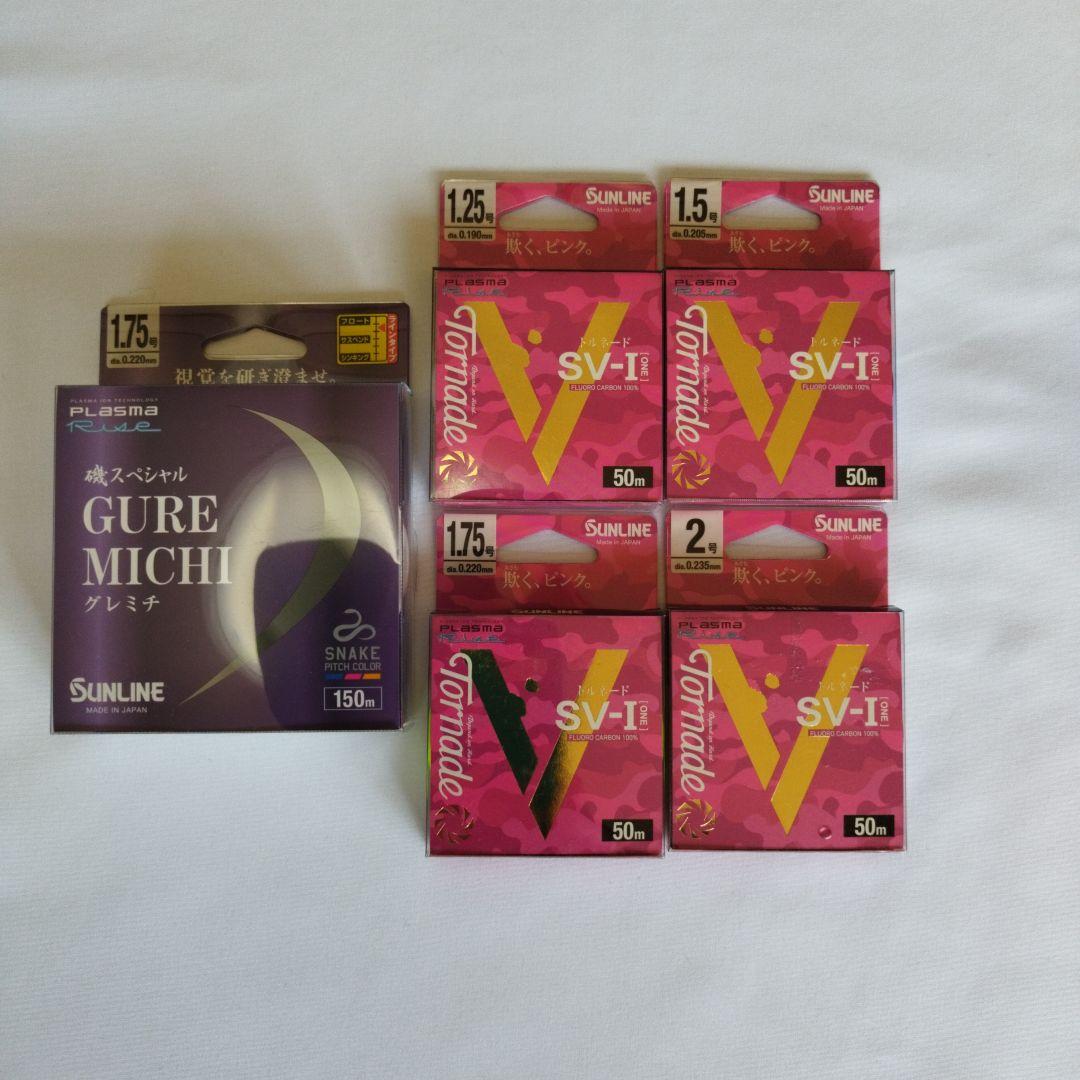 1.75号
dia.0.220mm
フロート
サスペンド
シンキング
ラインタイプ
視覚を研ぎ澄ませ。
PLASMA ION TECHNOLOGY
PLASMA
Rise
磯スペシャル
GURE
MICHI
グレミチ
SNAKE
PITCH COLOR
SUNLINE
MADE IN JAPAN
150m
1.25号
dia.0.190mm
SUNLINE
Made in JAPAN
欺く、ピンク。
PLASMA
Rise
Tornado
トルネード
SV-I [ONE]
FLUORO CARBON 100%
50m
1.5号
dia.0.205mm
SUNLINE
Made in JAPAN
欺く、ピンク。
PLASMA
Rise
Tornado
トルネード
SV-I [ONE]
FLUORO CARBON 100%
50m
1.75号
dia.0.220mm
SUNLINE
Made in JAPAN
欺く、ピンク。
SUNLINE
PLASMA
Rise
Tornado
トルネード
SV-I [ONE]
FLUORO CARBON 100%
50m
2号
dia.0.235mm
SUNLINE
Made in JAPAN
欺く、ピンク。
SUNLINE
PLASMA
Rise
Tornado
トルネード
SV-I [ONE]
FLUORO CARBON 100%
50m